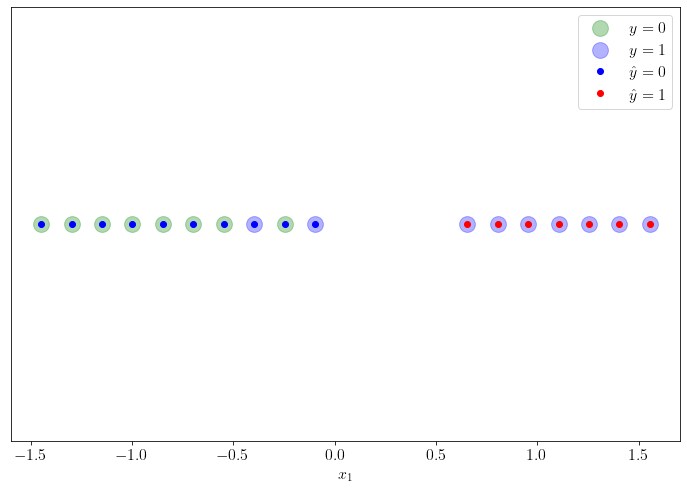 y = 0
y = 1
ŷ = 0
ŷ = 1
−1.5 −1.0 −0.5 0.0 0.5 1.0 1.5
x₁